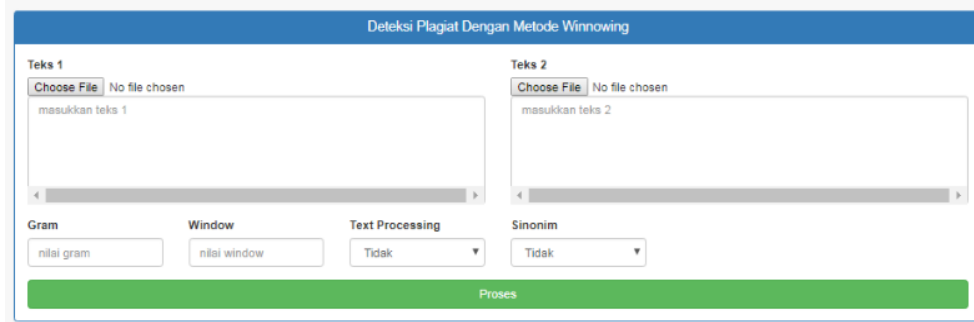 Deteksi Plagiat Dengan Metode Winnowing
Teks 1
Teks 2
Choose File No file chosen
Choose File No file chosen
masukkan teks 1
masukkan teks 2
Gram
Window
Text Processing
Sinonim
nilai gram
nilai window
Tidak
Tidak
Proses